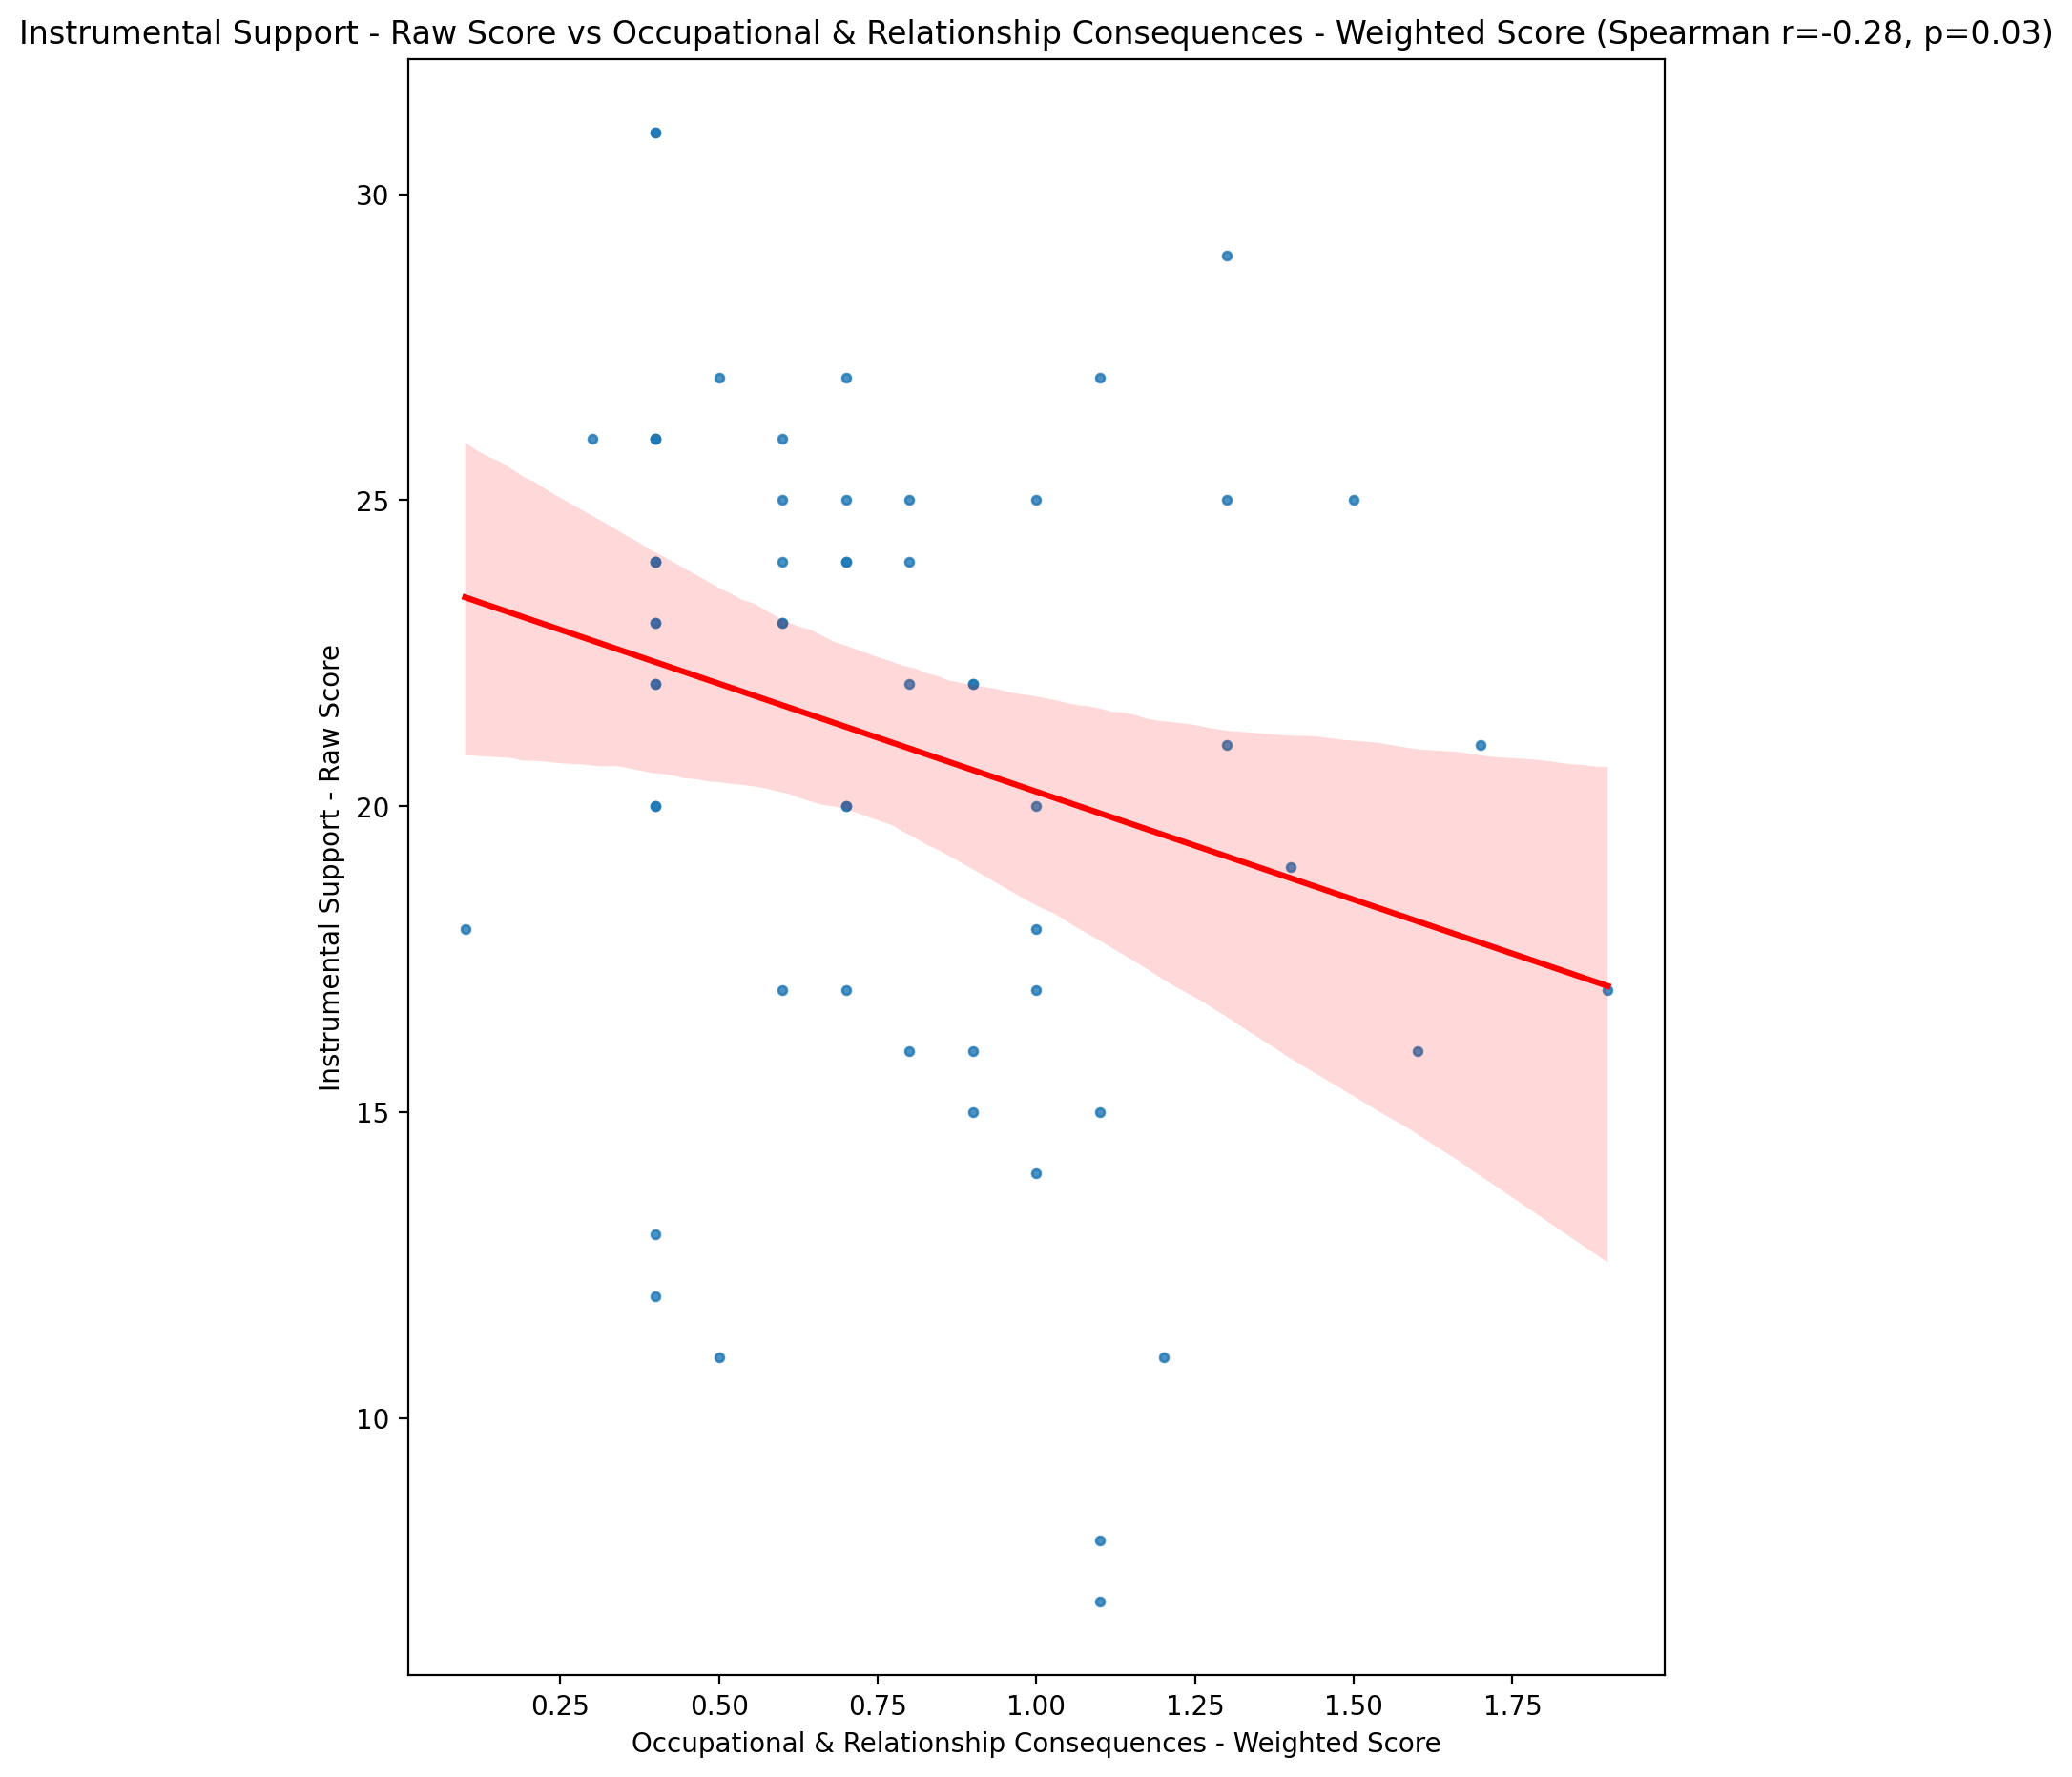 Instrumental Support - Raw Score vs Occupational & Relationship Consequences - Weighted Score (Spearman r=-0.28, p=0.03)
30
25
20
15
10
Instrumental Support - Raw Score
0.25 0.50 0.75 1.00 1.25 1.50 1.75
Occupational & Relationship Consequences - Weighted Score